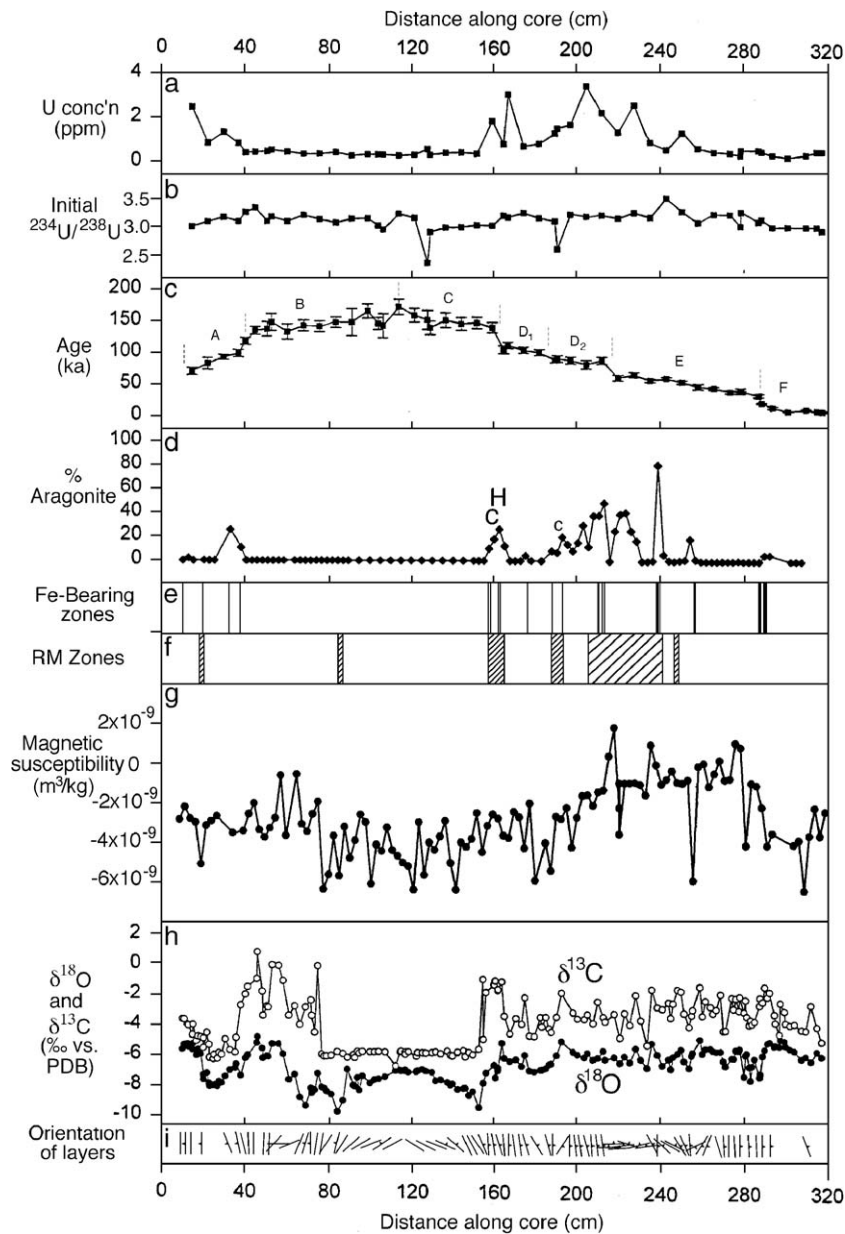 Distance along core (cm)
0 40 80 120 160 200 240 280 320
a
U conc'n
(ppm)
4
2
0
b
Initial
²³⁴U/²³⁸U
3.5
3.0
2.5
c
Age
(ka)
200
150
100
50
0
A B C D₁ D₂ E F
d
%
Aragonite
100
80
60
40
20
0
H
C c
e
Fe-Bearing
zones
f
RM Zones
g
Magnetic
susceptibility
(m³/kg)
2x10⁻⁹
0
-2x10⁻⁹
-4x10⁻⁹
-6x10⁻⁹
h
δ¹⁸O
and
δ¹³C
(‰ vs.
PDB)
2
0
-2
-4
-6
-8
-10
δ¹³C
δ¹⁸O
i
Orientation
of layers
0 40 80 120 160 200 240 280 320
Distance along core (cm)